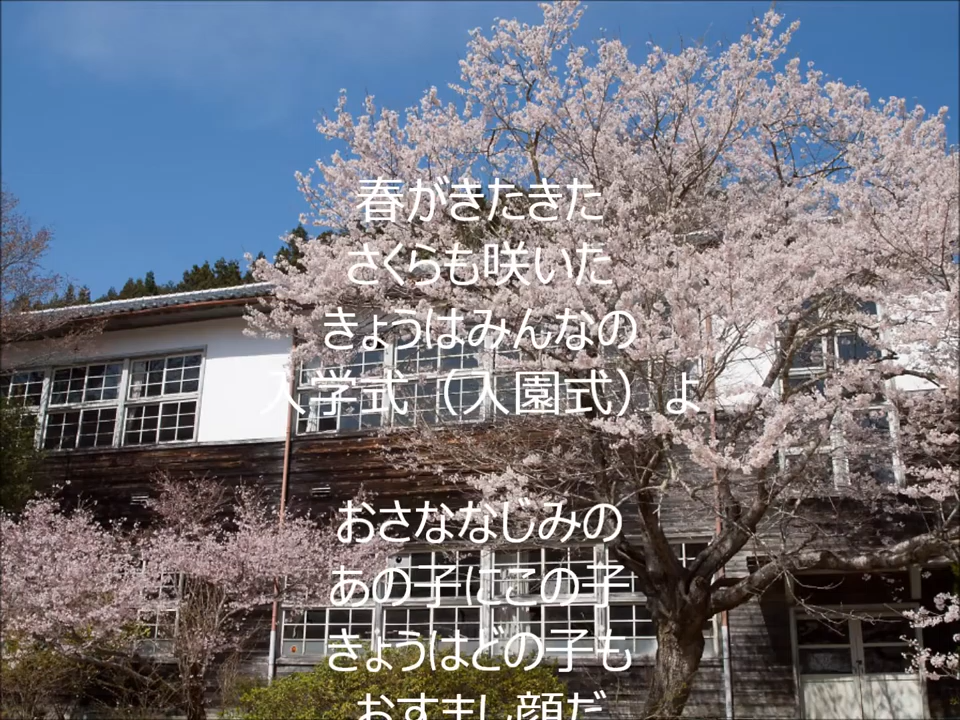 春がきたきた
さくらも咲いた
きょうはみんなの
入学式（入園式）よ
おさななじみの
あの子にこの子
きょうはどの子も
おすまし顔だ